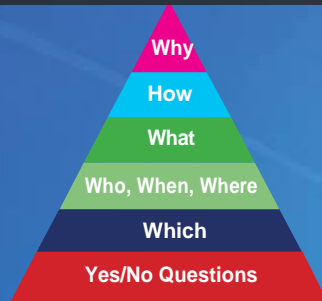 Why
How
What
Who, When, Where
Which
Yes/No Questions